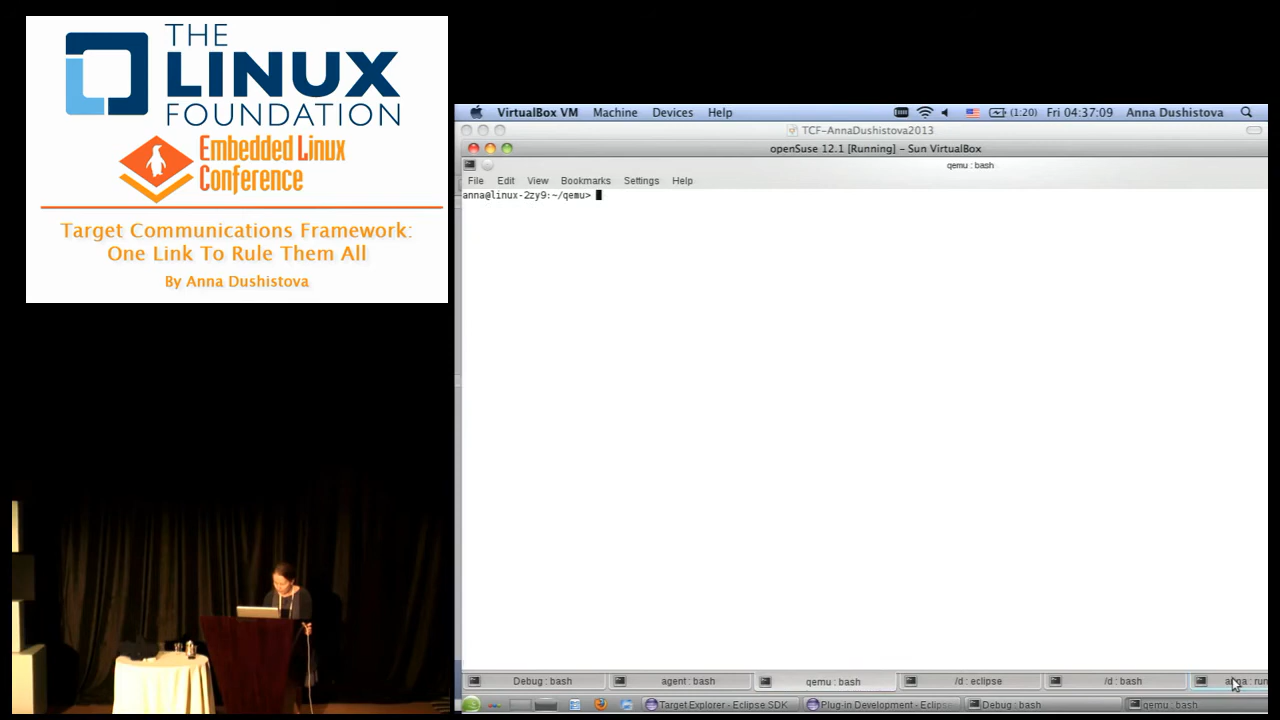 THE
LINUX
FOUNDATION
Embedded Linux
Conference
Target Communications Framework:
One Link To Rule Them All
By Anna Dushistova
VirtualBox VM Machine Devices Help (1:20) Fri 04:37:09 Anna Dushistova
TCF-AnnaDushistova2013
openSuse 12.1 [Running] – Sun VirtualBox
qemu : bash
File Edit View Bookmarks Settings Help
anna@linux-2zy9:~/qemu>
Debug : bash agent : bash qemu : bash /d : eclipse /d : bash
Target Explorer - Eclipse SDK Plug-in Development - Eclipse Debug : bash qemu : bash